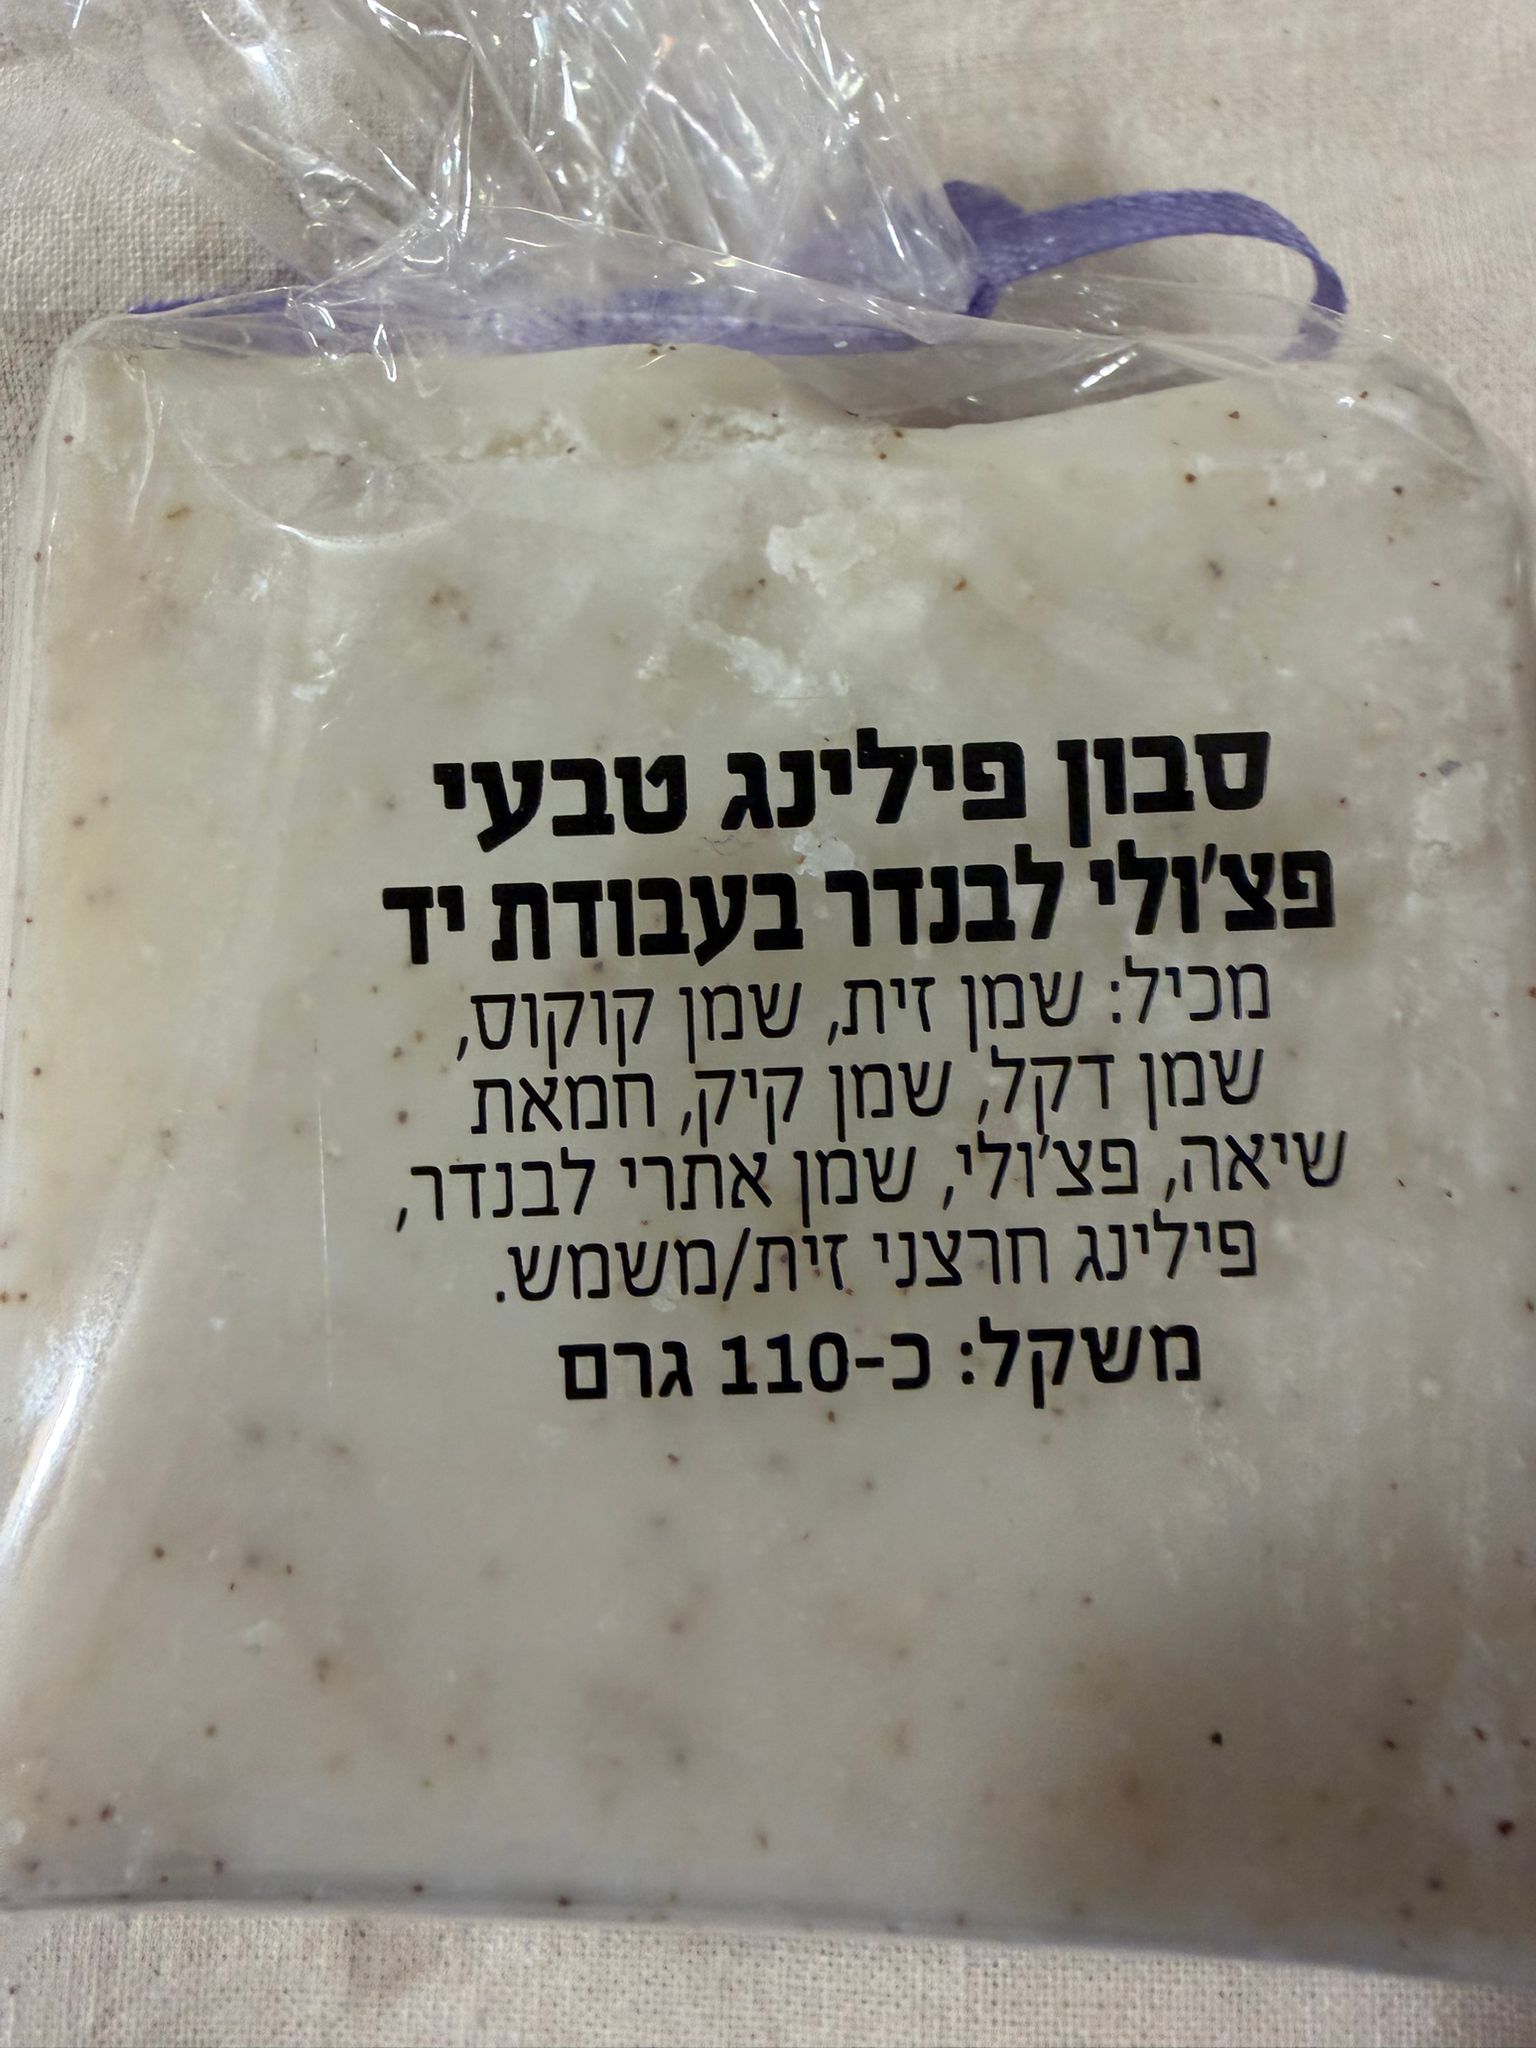 סבון פילינג טבעי
פצ'ולי לבנדר בעבודת יד
מכיל: שמן זית, שמן קוקוס,
שמן דקל, שמן קיק, חמאת
שיאה, פצ'ולי, שמן אתרי לבנדר,
פילינג חרצני זית/משמש.
משקל: כ-110 גרם